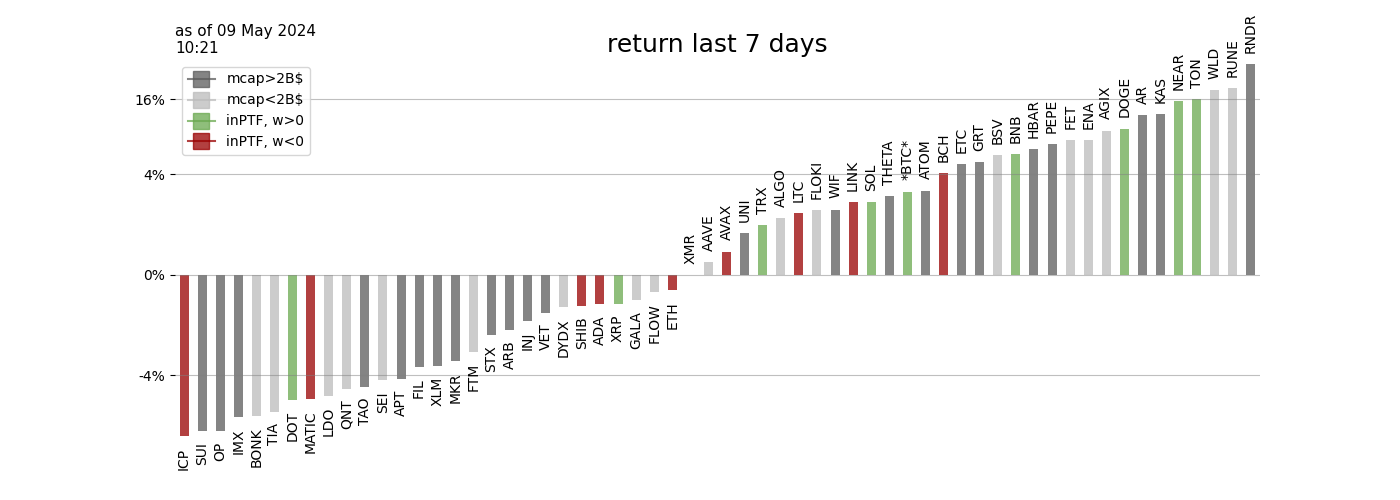 as of 09 May 2024
10:21
return last 7 days
mcap>2B$
mcap<2B$
inPTF, w>0
inPTF, w<0
16%
4%
0%
-4%
ICP
SUI
OP
IMX
BONK
TIA
DOT
MATIC
LDO
QNT
TAO
SEI
APT
FIL
XLM
MKR
FTM
STX
ARB
INJ
VET
DYDX
SHIB
ADA
XRP
GALA
FLOW
ETH
XMR
AAVE
AVAX
UNI
TRX
ALGO
LTC
FLOKI
WIF
LINK
SOL
THETA
*BTC*
ATOM
BCH
ETC
GRT
BSV
BNB
HBAR
PEPE
FET
ENA
AGIX
DOGE
AR
KAS
NEAR
TON
WLD
RUNE
RNDR